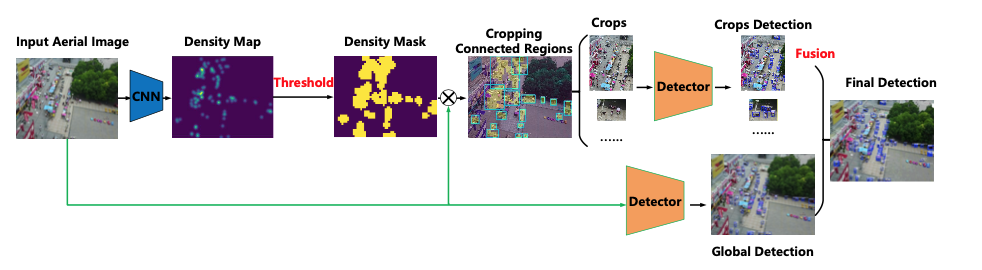 Input Aerial Image
Density Map
Density Mask
Cropping
Connected Regions
Crops
Crops Detection
CNN
Threshold
Detector
Fusion
Final Detection
......
......
Detector
Global Detection